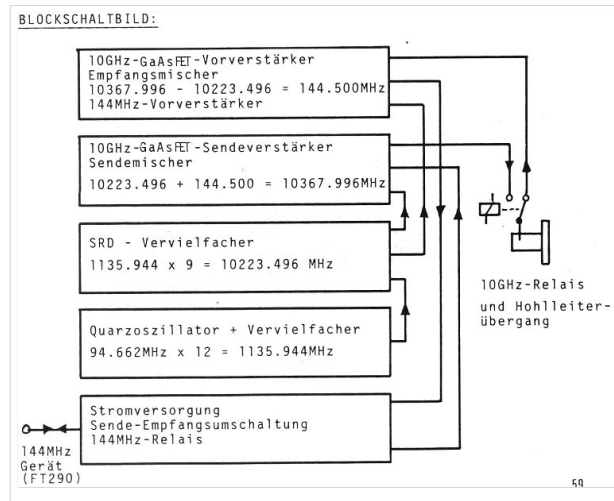 BLOCKSCHALTBILD:
10GHz-GaAsFET-Vorverstärker
Empfangsmischer
10367.996 - 10223.496 = 144.500MHz
144MHz-Vorverstärker
10GHz-GaAsFET-Sendeverstärker
Sendemischer
10223.496 + 144.500 = 10367.996MHz
SRD - Vervielfacher
1135.944 x 9 = 10223.496 MHz
10GHz-Relais
und Hohlleiter-
übergang
Quarzoszillator + Vervielfacher
94.662MHz x 12 = 1135.944MHz
Stromversorgung
Sende-Empfangsumschaltung
144MHz-Relais
144MHz
Gerät
(FT290)
59